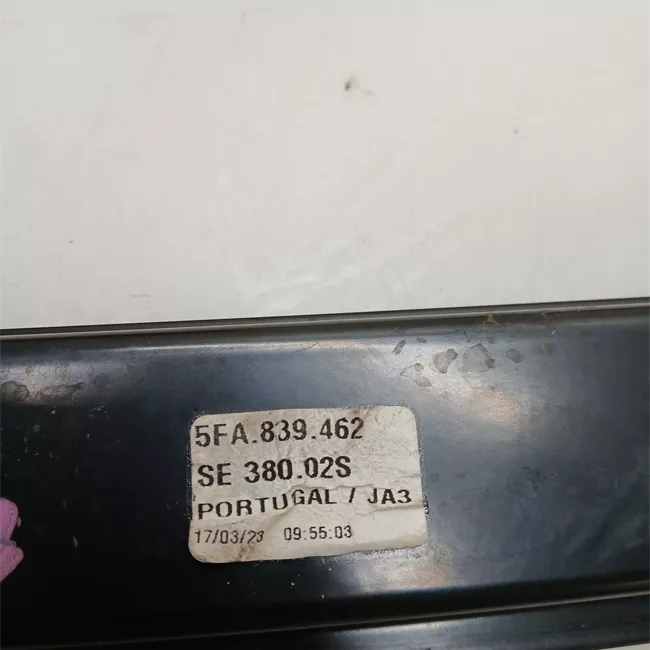 5FA.839.462
SE 380.02S
PORTUGAL / JA3
17/03/23 09:55:03